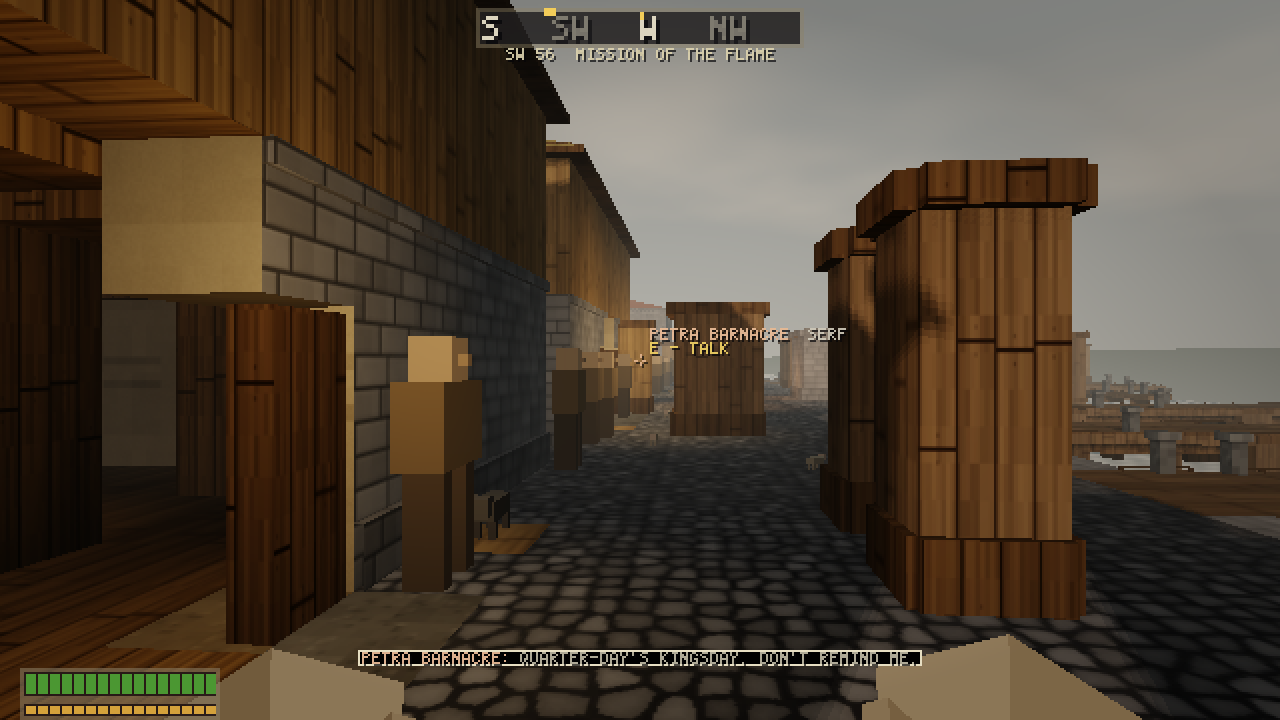 S SW W NW
SW 56 MISSION OF THE FLAME
PETRA BARNACRE SERF
E - TALK
PETRA BARNACRE: QUARTER-DAY'S KINGSDAY. DON'T REMIND ME.